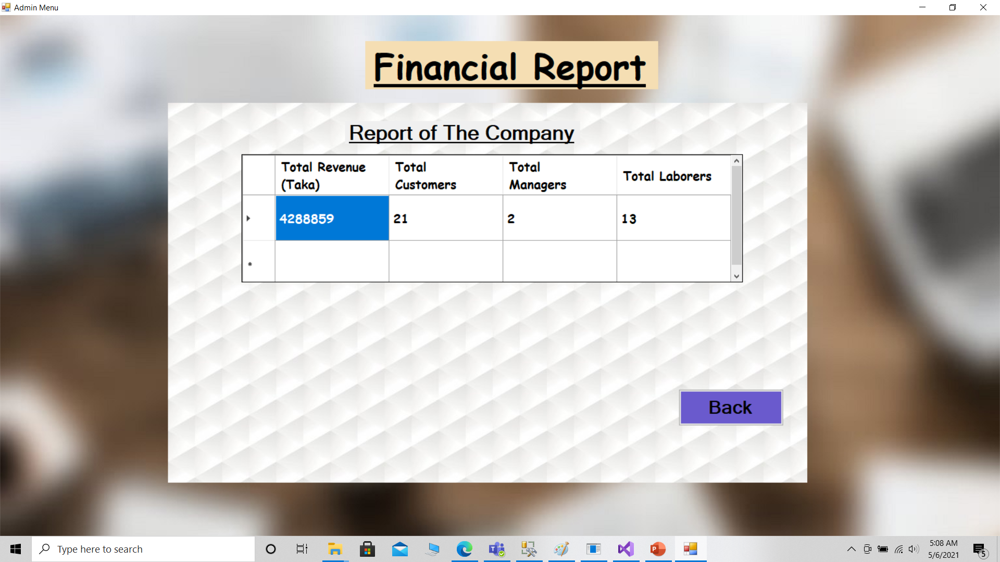 Admin Menu
Financial Report
Report of The Company
Total Revenue (Taka)
Total Customers
Total Managers
Total Laborers
4288859
21
2
13
Back
Type here to search
5:08 AM
5/6/2021
5